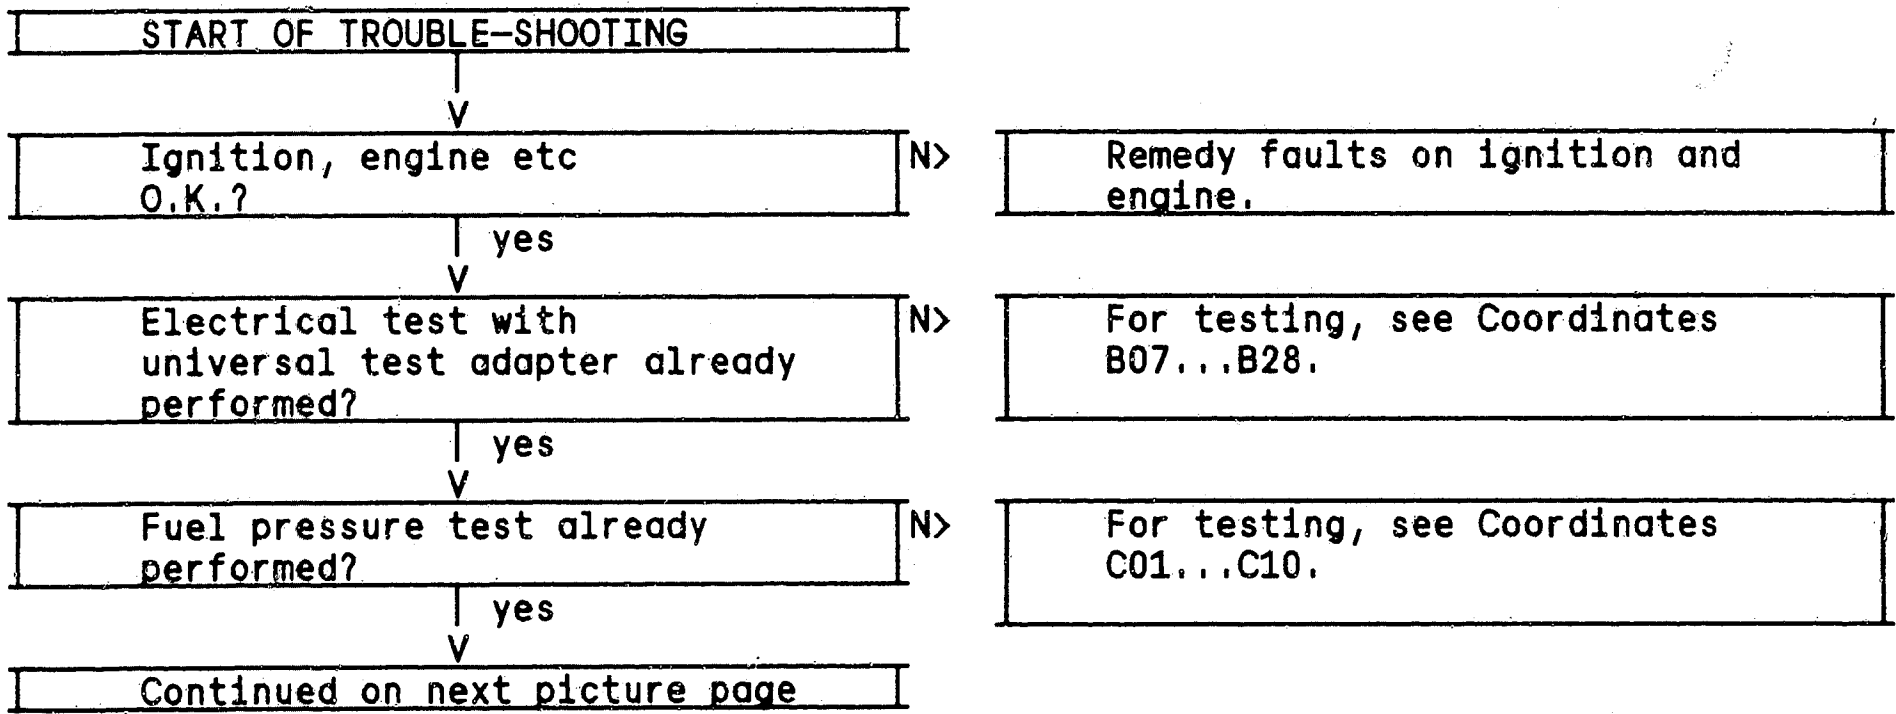 START OF TROUBLE-SHOOTING
V
Ignition, engine etc
O.K.?
N>
Remedy faults on ignition and
engine.
yes
V
Electrical test with
universal test adapter already
performed?
N>
For testing, see Coordinates
B07...B28.
yes
V
Fuel pressure test already
performed?
N>
For testing, see Coordinates
C01...C10.
yes
V
Continued on next picture page